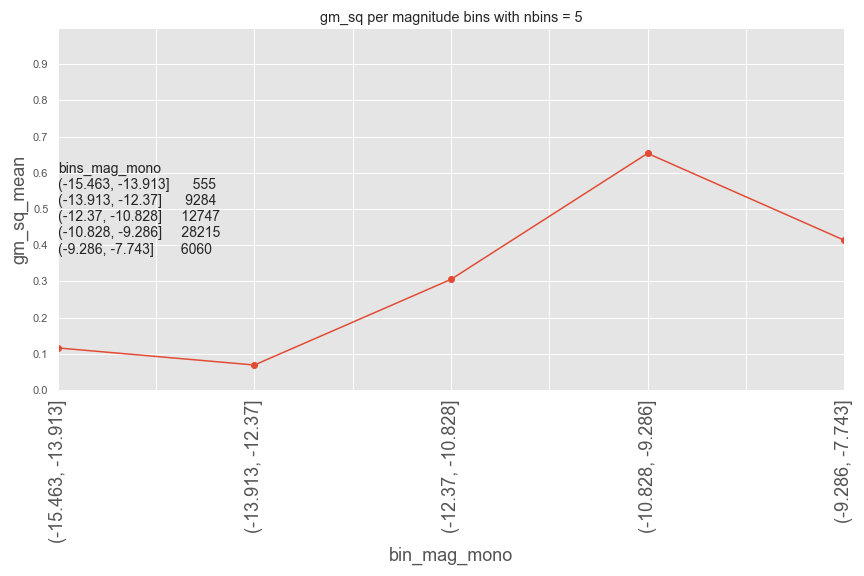 gm_sq per magnitude bins with nbins = 5
0.9
0.8
0.7
0.6
0.5
0.4
0.3
0.2
0.1
0.0
gm_sq_mean
bins_mag_mono
(-15.463, -13.913] 555
(-13.913, -12.37] 9284
(-12.37, -10.828] 12747
(-10.828, -9.286] 28215
(-9.286, -7.743] 6060
(-15.463, -13.913]
(-13.913, -12.37]
(-12.37, -10.828]
(-10.828, -9.286]
(-9.286, -7.743]
bin_mag_mono